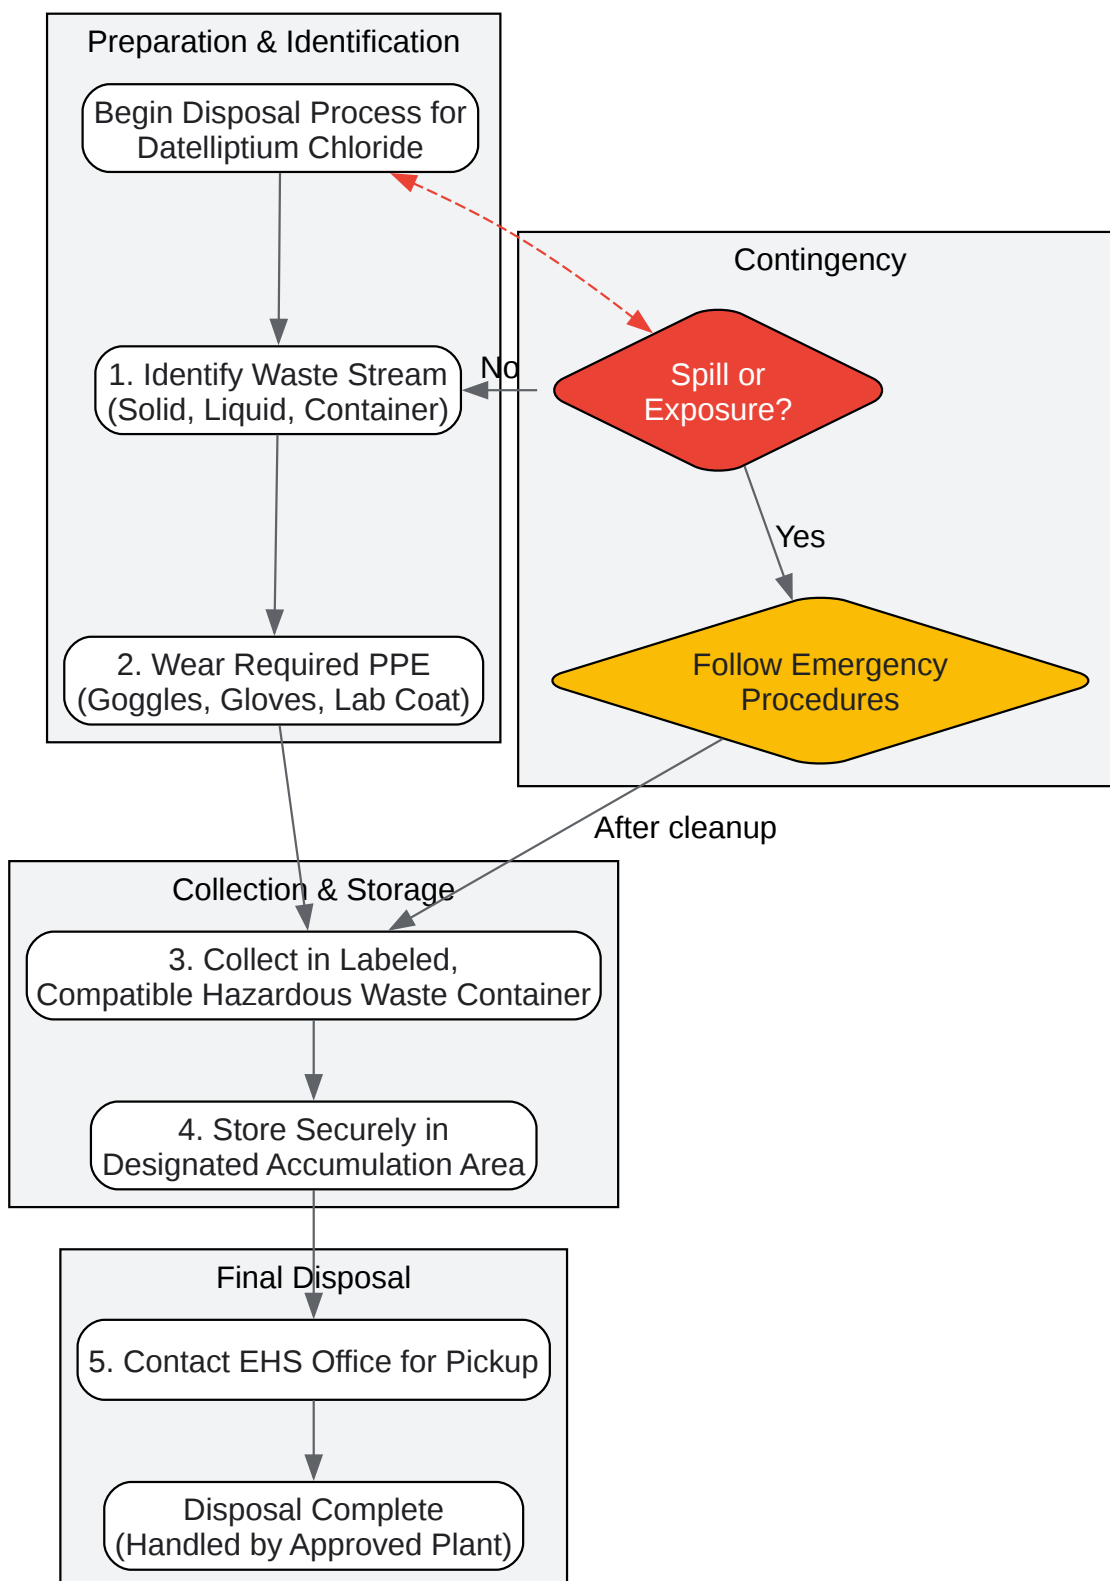 Preparation & Identification
Begin Disposal Process for
Datelliptium Chloride
Contingency
Spill or
Exposure?
No
1. Identify Waste Stream
(Solid, Liquid, Container)
Yes
2. Wear Required PPE
(Goggles, Gloves, Lab Coat)
Follow Emergency
Procedures
After cleanup
Collection & Storage
3. Collect in Labeled,
Compatible Hazardous Waste Container
4. Store Securely in
Designated Accumulation Area
Final Disposal
5. Contact EHS Office for Pickup
Disposal Complete
(Handled by Approved Plant)